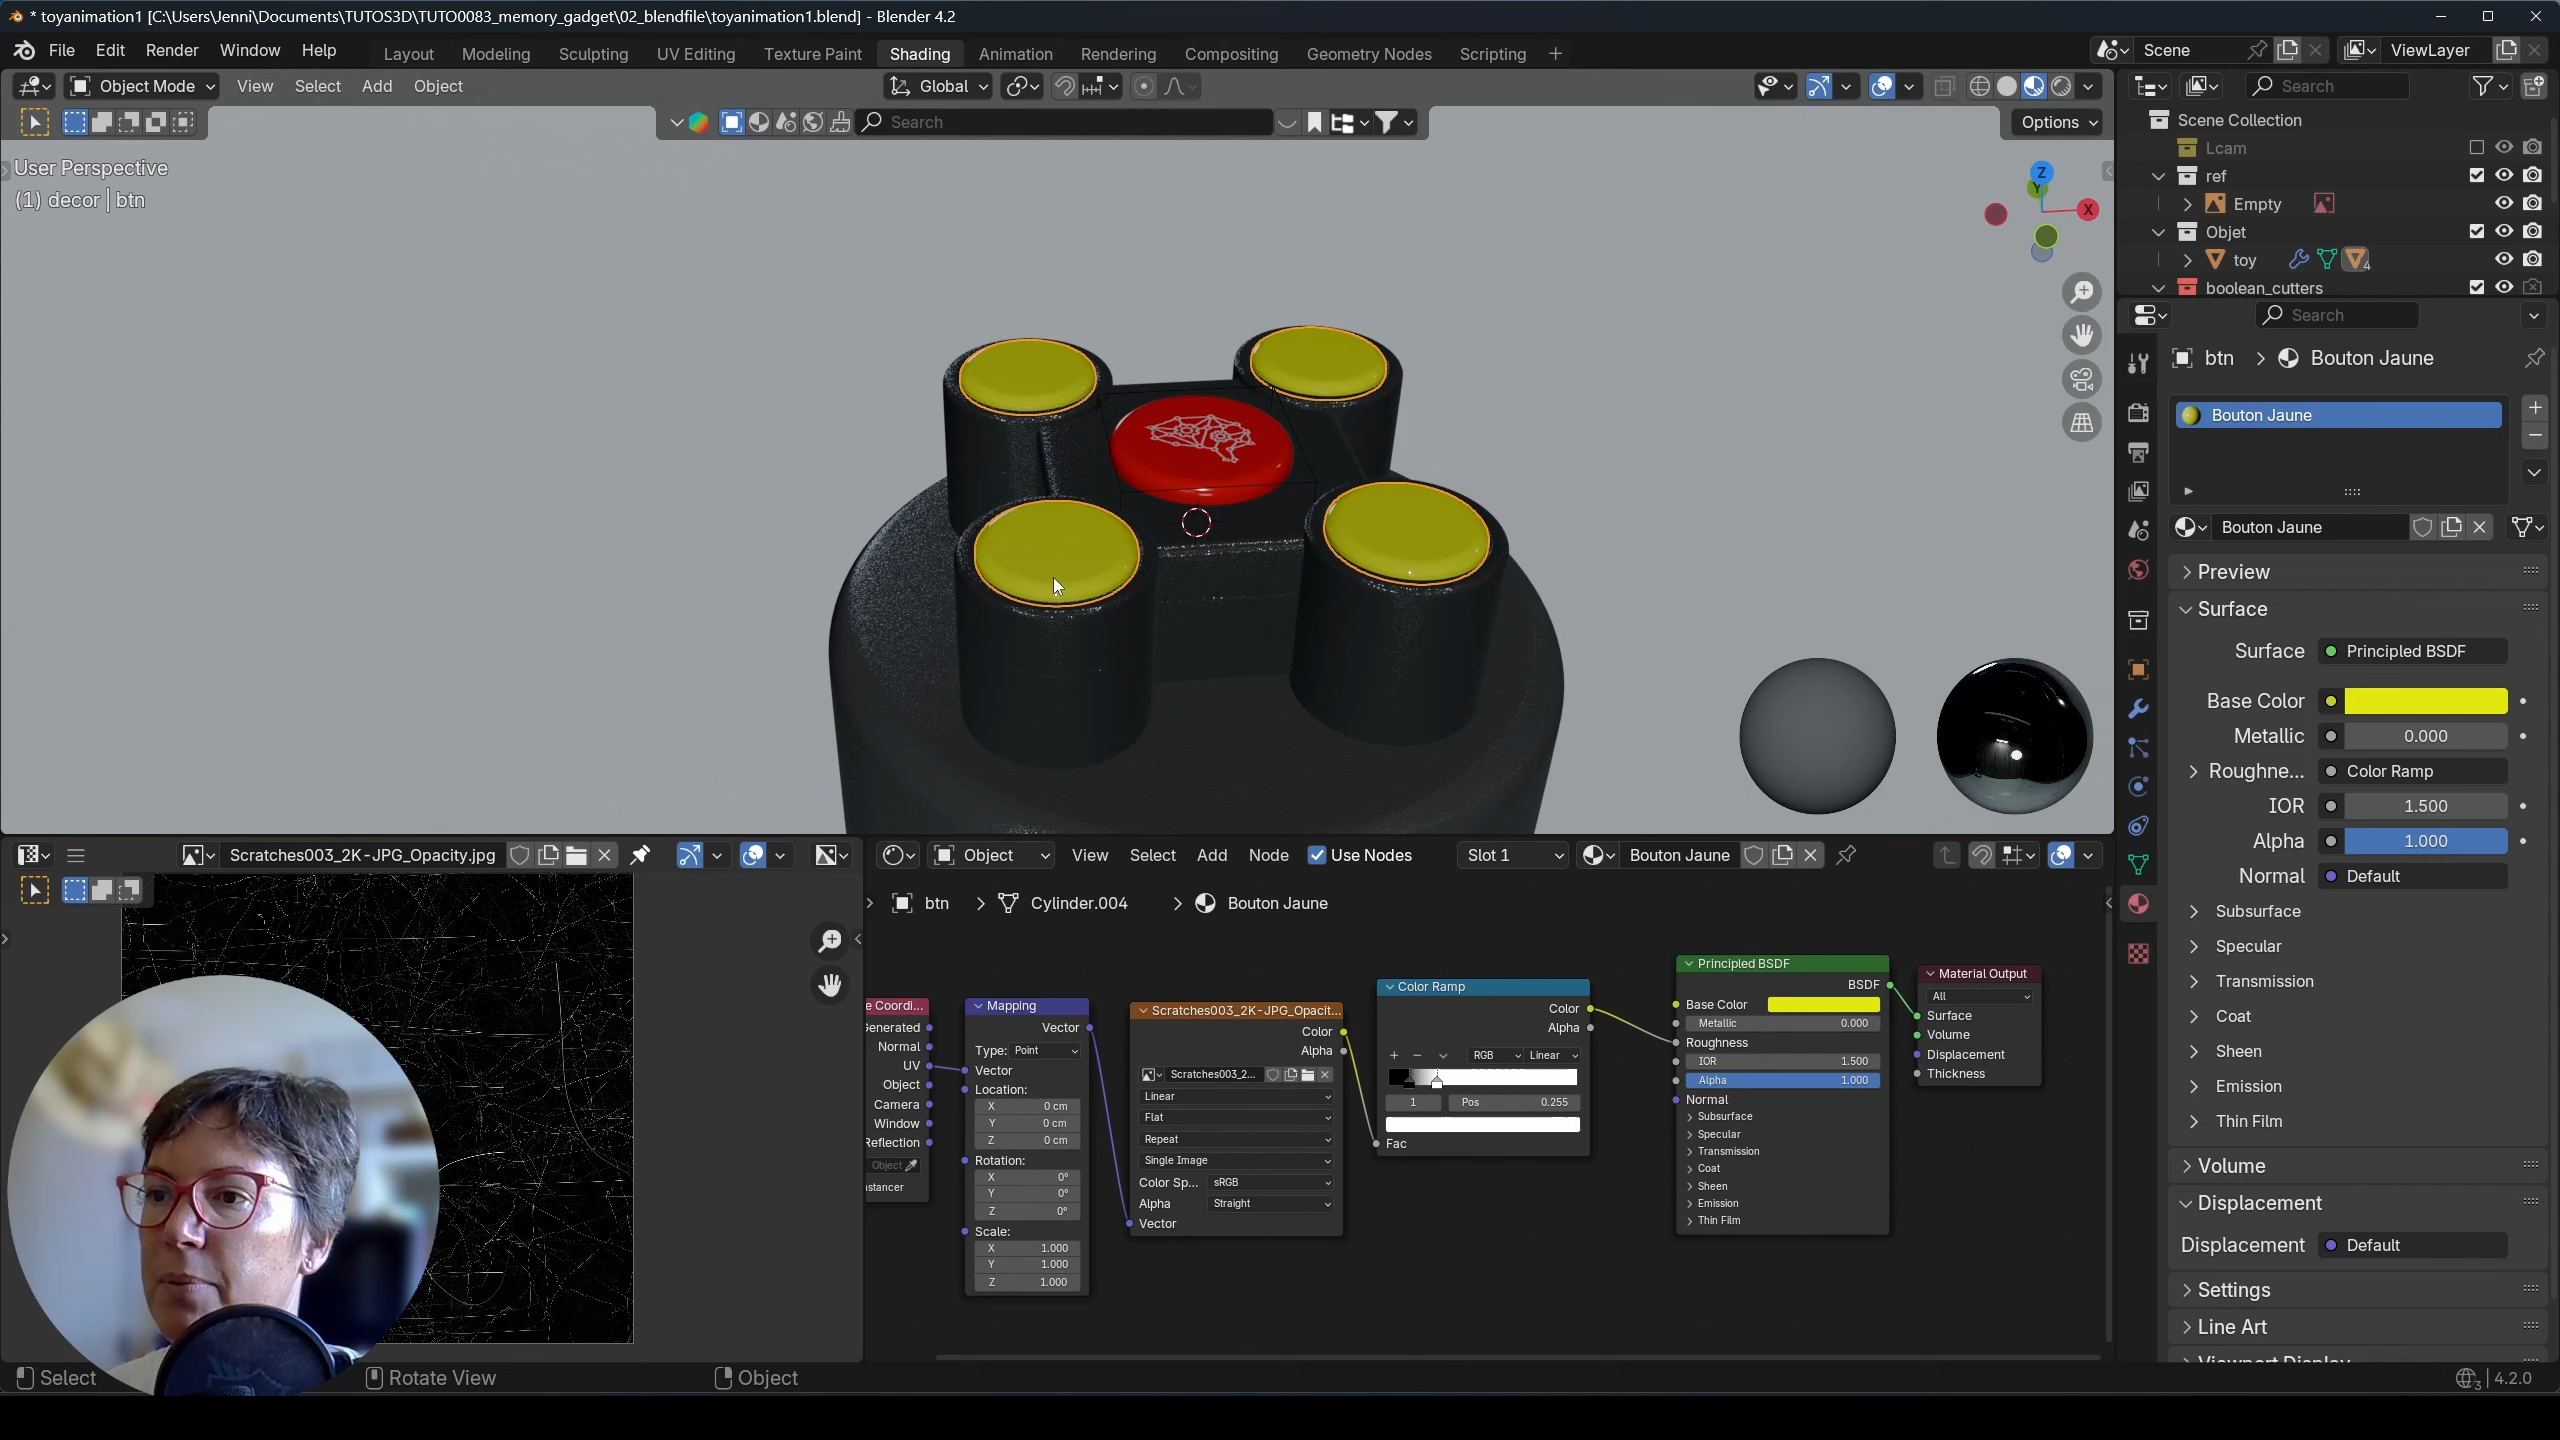 * toyanimation1 [C:\Users\Jenni\Documents\TUTOS3D\TUTO0083_memory_gadget\02_blendfile\toyanimation1.blend] - Blender 4.2
File Edit Render Window Help Layout Modeling Sculpting UV Editing Texture Paint Shading Animation Rendering Compositing Geometry Nodes Scripting + Scene ViewLayer
Object Mode View Select Add Object Global Search
Search Options
Scene Collection
Lcam
ref
Empty
Objet
toy 4
boolean_cutters
User Perspective
(1) decor | btn
Z
Y
X
Search
btn > Bouton Jaune
Bouton Jaune
Bouton Jaune
Preview
Surface
Surface Principled BSDF
Base Color
Metallic 0.000
Roughne... Color Ramp
IOR 1.500
Alpha 1.000
Normal Default
Subsurface
Specular
Transmission
Coat
Sheen
Emission
Thin Film
Volume
Displacement
Displacement Default
Settings
Line Art
Viewport Display
Scratches003_2K-JPG_Opacity.jpg
Object View Select Add Node Use Nodes Slot 1 Bouton Jaune
btn > Cylinder.004 > Bouton Jaune
e Coordi...
Generated
Normal
UV
Object
Camera
Window
Reflection
Object
nstancer
Mapping
Vector
Type: Point
Vector
Location:
X 0 cm
Y 0 cm
Z 0 cm
Rotation:
X 0°
Y 0°
Z 0°
Scale:
X 1.000
Y 1.000
Z 1.000
Scratches003_2K-JPG_Opacit...
Color
Alpha
Scratches003_2...
Linear
Flat
Repeat
Single Image
Color Sp... sRGB
Alpha Straight
Vector
Color Ramp
Color
Alpha
RGB Linear
1 Pos 0.255
Fac
Principled BSDF
BSDF
Base Color
Metallic 0.000
Roughness
IOR 1.500
Alpha 1.000
Normal
Subsurface
Specular
Transmission
Coat
Sheen
Emission
Thin Film
Material Output
All
Surface
Volume
Displacement
Thickness
Select Rotate View Object 3 4.2.0